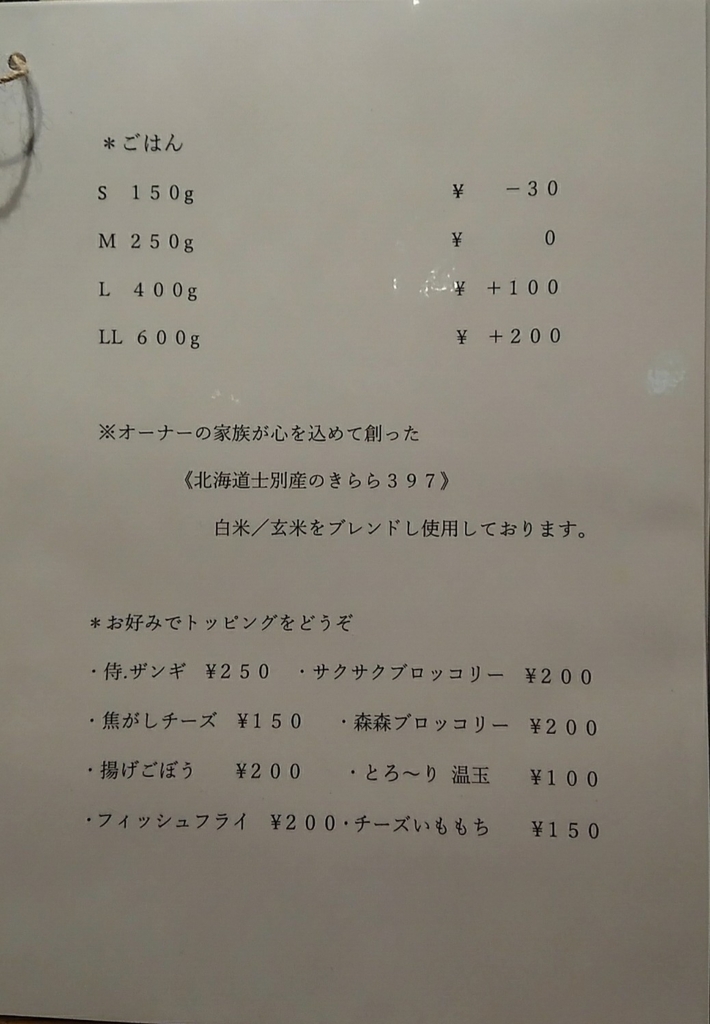 ＊ごはん
S　１５０g　¥　－３０
M　２５０g　¥　０
L　４００g　¥　＋１００
LL　６００g　¥　＋２００
※オーナーの家族が心を込めて創った
《北海道士別産のきらら３９７》
白米／玄米をブレンドし使用しております。
＊お好みでトッピングをどうぞ
・侍.ザンギ　¥２５０　・サクサクブロッコリー　¥２００
・焦がしチーズ　¥１５０　・森森ブロッコリー　¥２００
・揚げごぼう　¥２００　・とろ～り 温玉　¥１００
・フィッシュフライ　¥２００・チーズいももち　¥１５０